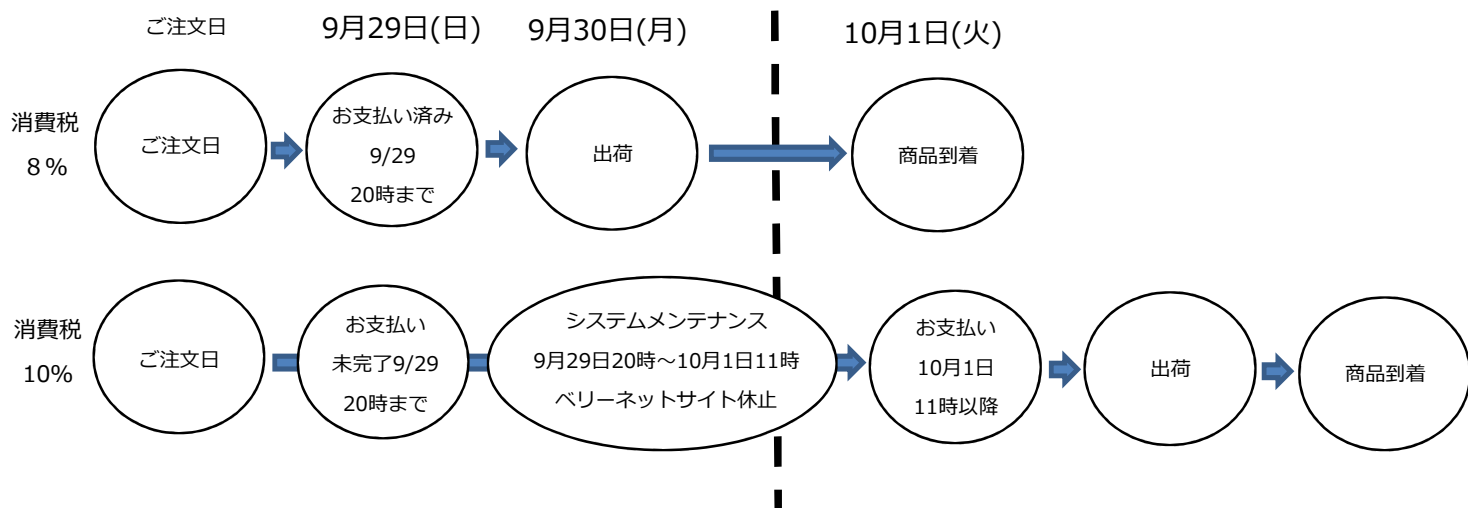 ご注文日
9月29日(日)
9月30日(月)
10月1日(火)
消費税
8%
ご注文日
お支払い済み
9/29
20時まで
出荷
商品到着
消費税
10%
ご注文日
お支払い
未完了9/29
20時まで
システムメンテナンス
9月29日20時～10月1日11時
ベリーネットサイト休止
お支払い
10月1日
11時以降
出荷
商品到着